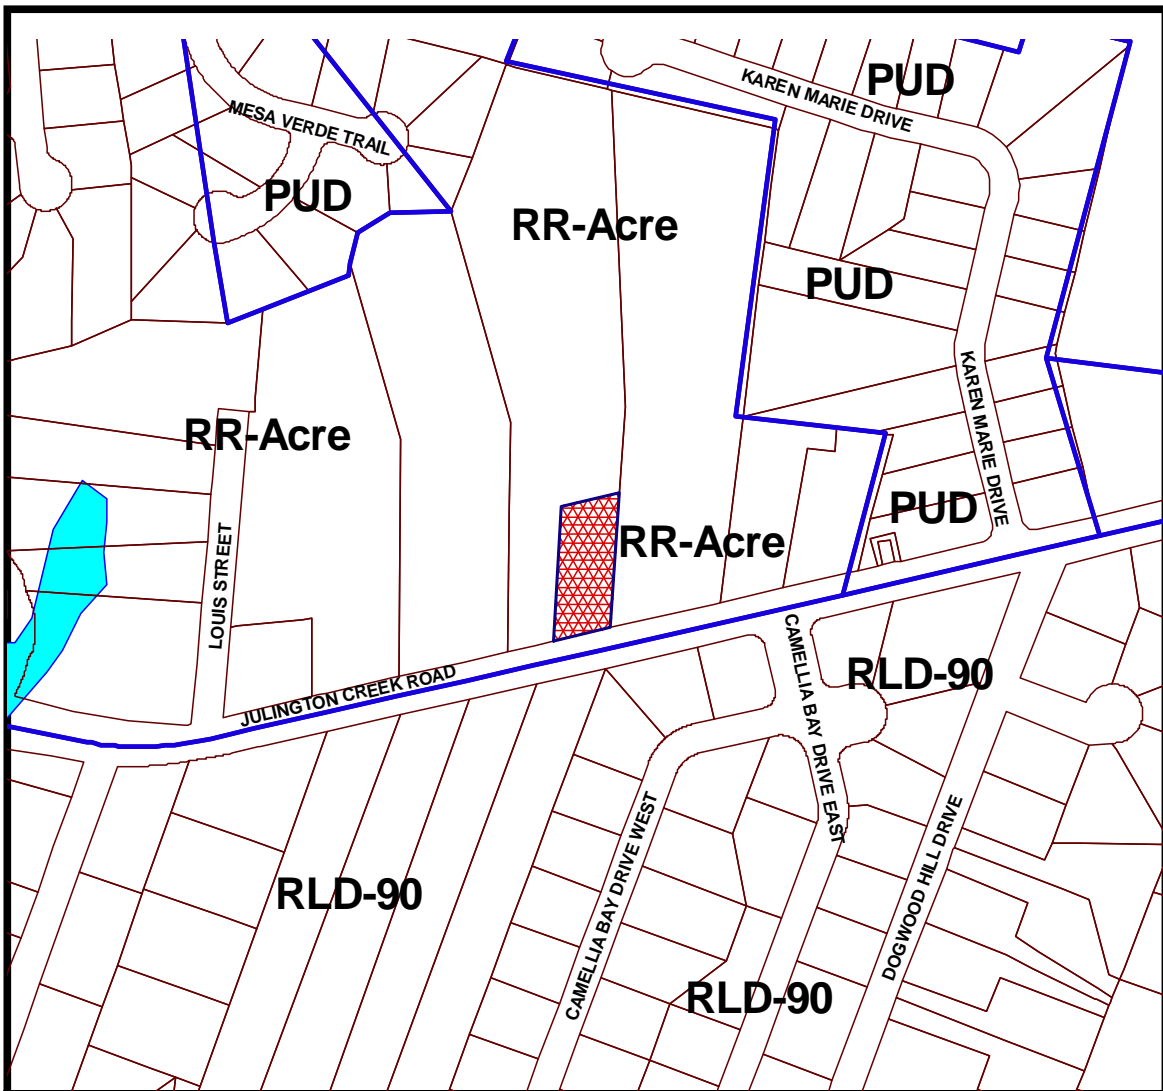 PUD
KAREN MARIE DRIVE
MESA VERDE TRAIL
PUD
RR-Acre
PUD
KAREN MARIE DRIVE
RR-Acre
PUD
RR-Acre
LOUIS STREET
JULINGTON CREEK ROAD
CAMELLIA BAY DRIVE EAST
RLD-90
CAMELLIA BAY DRIVE WEST
DOGWOOD HILL DRIVE
RLD-90
RLD-90